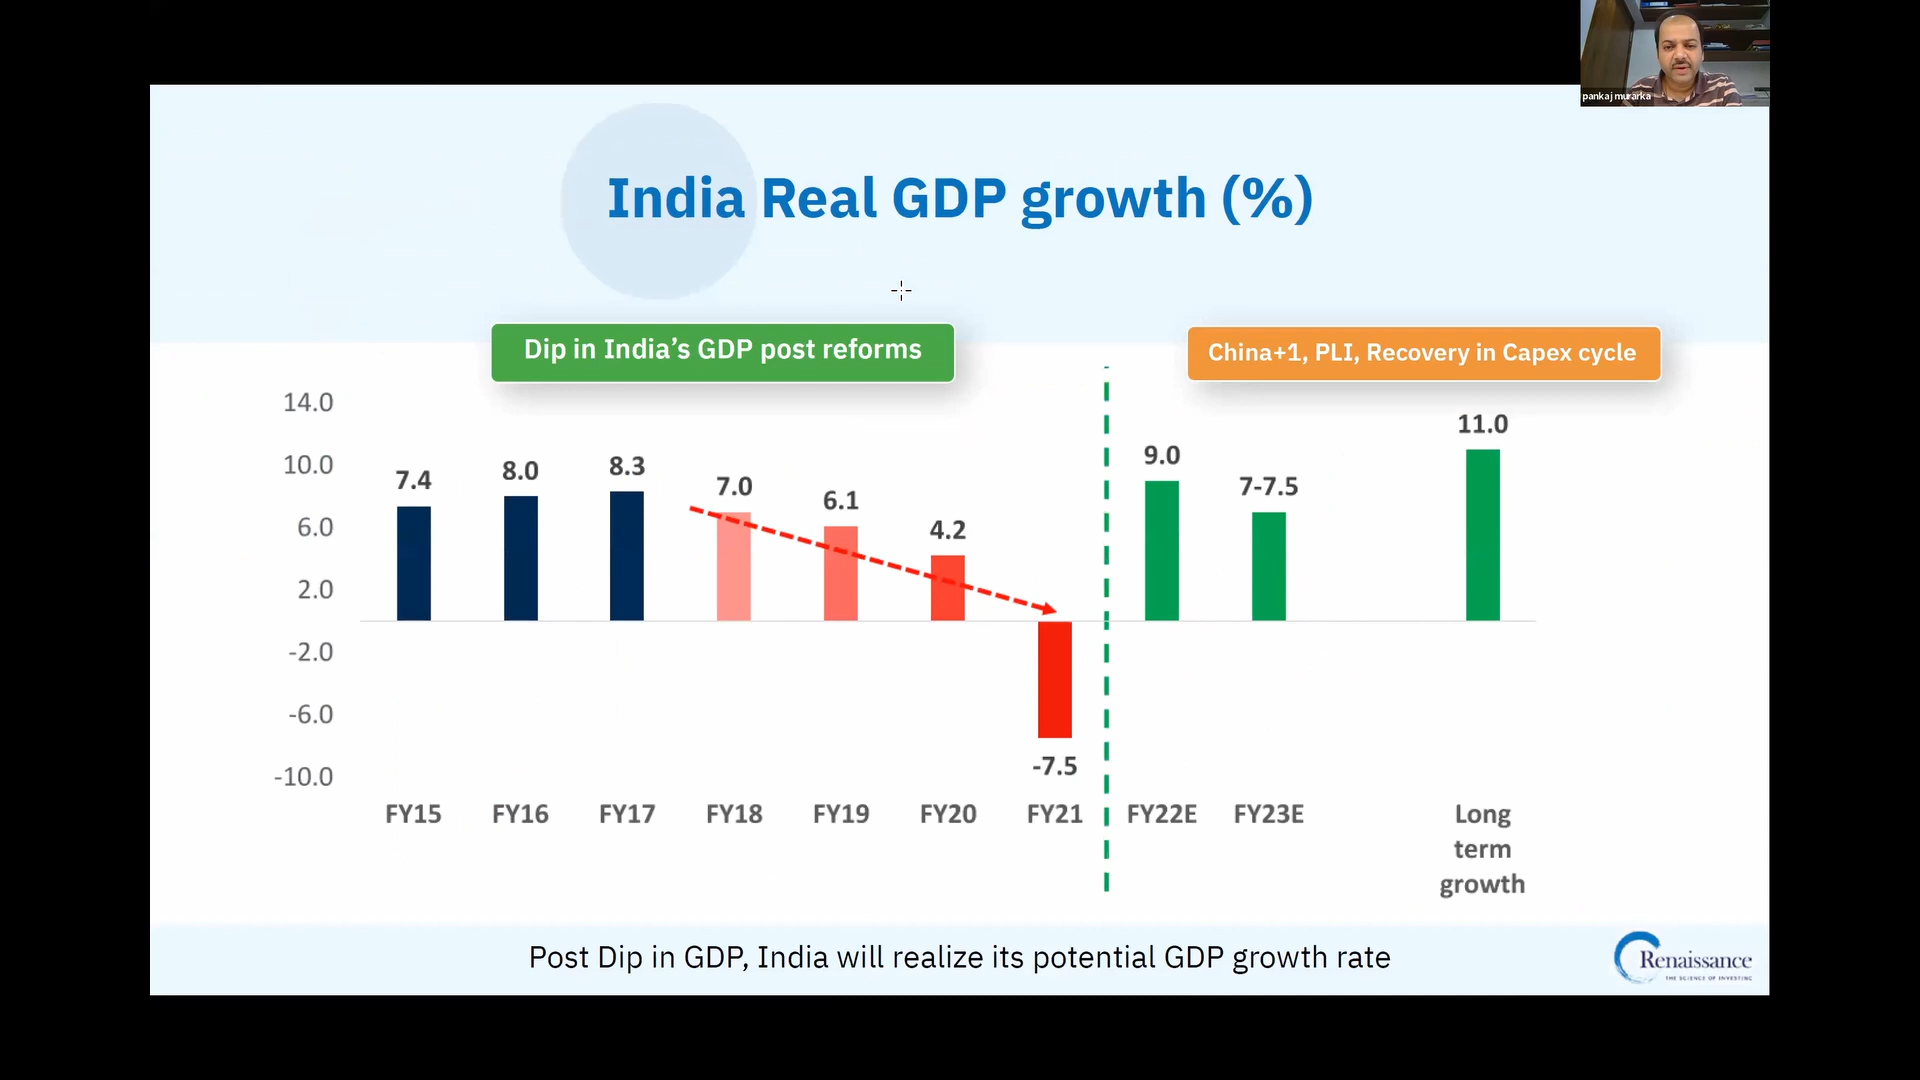 pankaj murarka
India Real GDP growth (%)
Dip in India’s GDP post reforms
China+1, PLI, Recovery in Capex cycle
14.0
10.0
6.0
2.0
-2.0
-6.0
-10.0
7.4
8.0
8.3
7.0
6.1
4.2
-7.5
9.0
7-7.5
11.0
FY15 FY16 FY17 FY18 FY19 FY20 FY21 FY22E FY23E Long
term
growth
Post Dip in GDP, India will realize its potential GDP growth rate
Renaissance
THE SCIENCE OF INVESTING